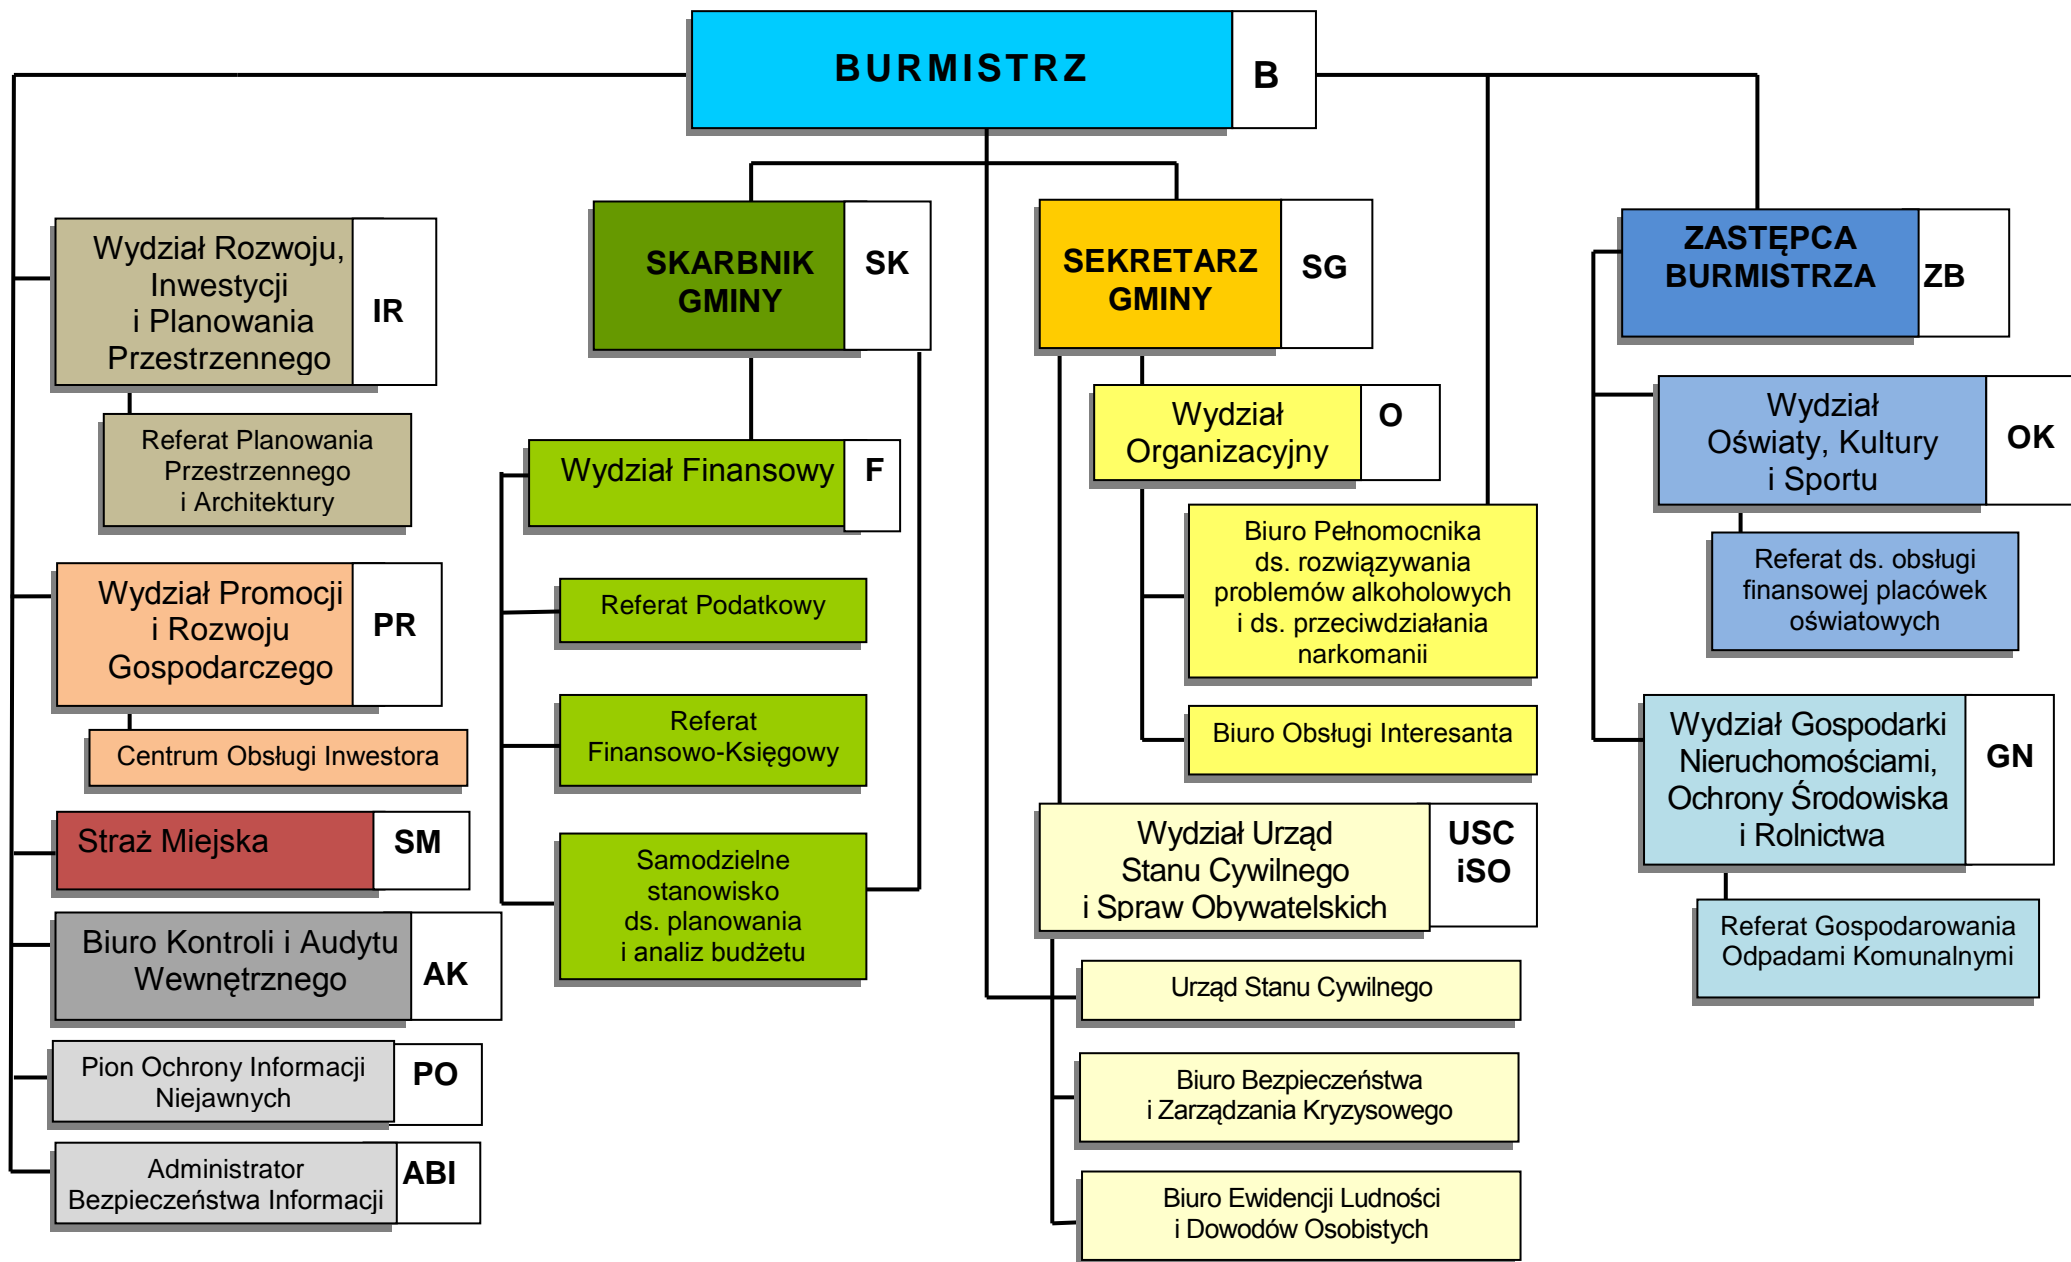 BURMISTRZ
B
Wydział Rozwoju,
Inwestycji
i Planowania
Przestrzennego
IR
Referat Planowania
Przestrzennego
i Architektury
Wydział Promocji
i Rozwoju
Gospodarczego
PR
Centrum Obsługi Inwestora
Straż Miejska
SM
Biuro Kontroli i Audytu
Wewnętrznego
AK
Pion Ochrony Informacji
Niejawnych
PO
Administrator
Bezpieczeństwa Informacji
ABI
SKARBNIK
GMINY
SK
Wydział Finansowy
F
Referat Podatkowy
Referat
Finansowo-Księgowy
Samodzielne
stanowisko
ds. planowania
i analiz budżetu
SEKRETARZ
GMINY
SG
Wydział
Organizacyjny
O
Biuro Pełnomocnika
ds. rozwiązywania
problemów alkoholowych
i ds. przeciwdziałania
narkomanii
Biuro Obsługi Interesanta
Wydział Urząd
Stanu Cywilnego
i Spraw Obywatelskich
USC
iSO
Urząd Stanu Cywilnego
Biuro Bezpieczeństwa
i Zarządzania Kryzysowego
Biuro Ewidencji Ludności
i Dowodów Osobistych
ZASTĘPCA
BURMISTRZA
ZB
Wydział
Oświaty, Kultury
i Sportu
OK
Referat ds. obsługi
finansowej placówek
oświatowych
Wydział Gospodarki
Nieruchomościami,
Ochrony Środowiska
i Rolnictwa
GN
Referat Gospodarowania
Odpadami Komunalnymi